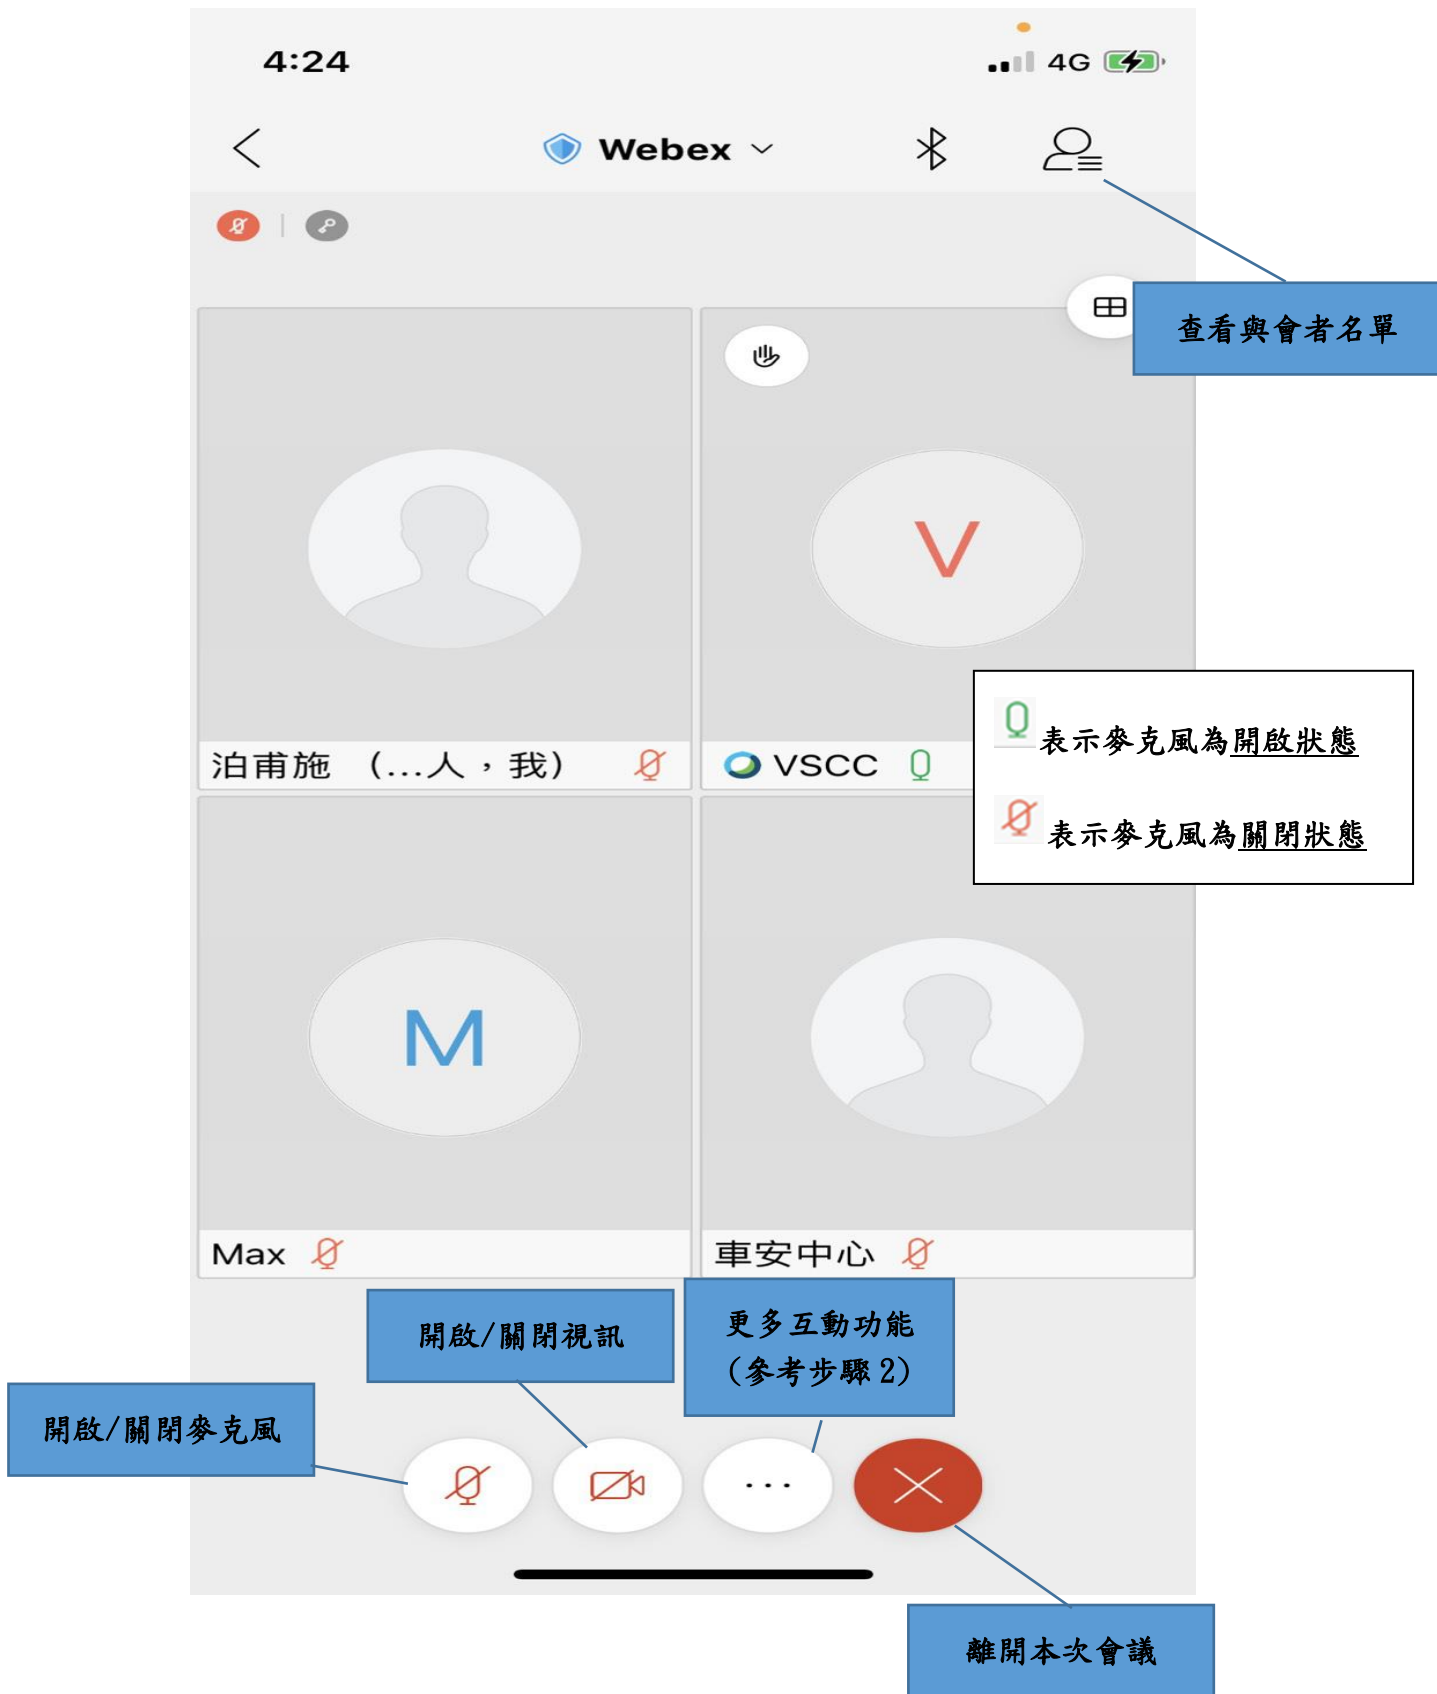 4:24
4G
Webex
查看與會者名單
V
泊甫施 （...人，我）
VSCC
表示麥克風為開啟狀態
表示麥克風為關閉狀態
M
Max
車安中心
開啟/關閉視訊
更多互動功能
(參考步驟 2)
開啟/關閉麥克風
離開本次會議